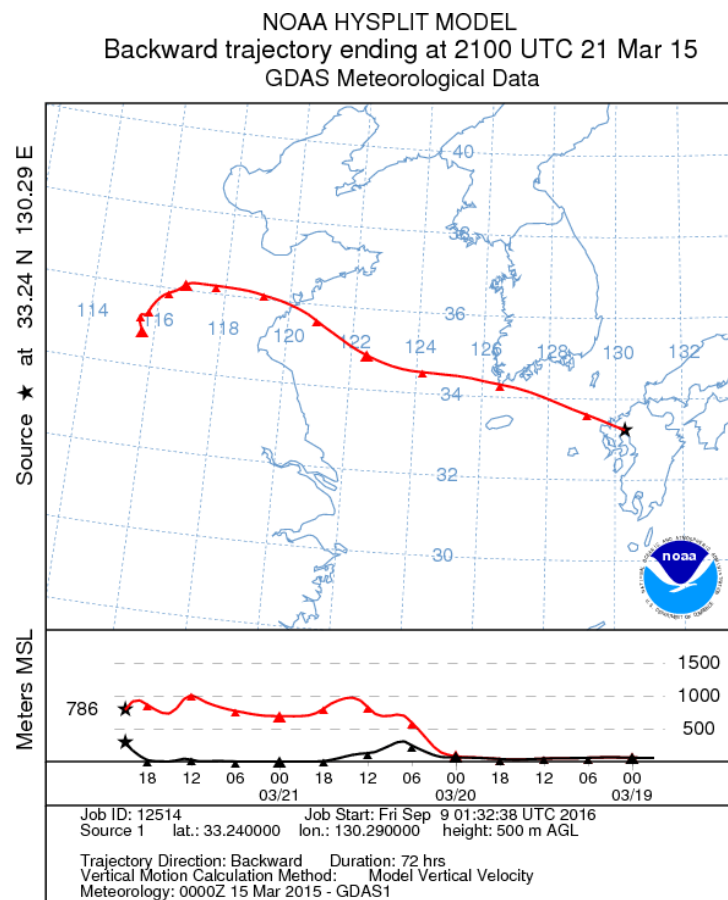 NOAA HYSPLIT MODEL
Backward trajectory ending at 2100 UTC 21 Mar 15
GDAS Meteorological Data
Source ★ at 33.24 N 130.29 E
40
38
36
114 116 118 120 122 124 126 128 130 132
34
32
30
noaa
Meters MSL
1500
786 1000
500
18 12 06 00 18 12 06 00 18 12 06 00
03/21 03/20 03/19
Job ID: 12514 Job Start: Fri Sep 9 01:32:38 UTC 2016
Source 1 lat.: 33.240000 lon.: 130.290000 height: 500 m AGL
Trajectory Direction: Backward Duration: 72 hrs
Vertical Motion Calculation Method: Model Vertical Velocity
Meteorology: 0000Z 15 Mar 2015 - GDAS1